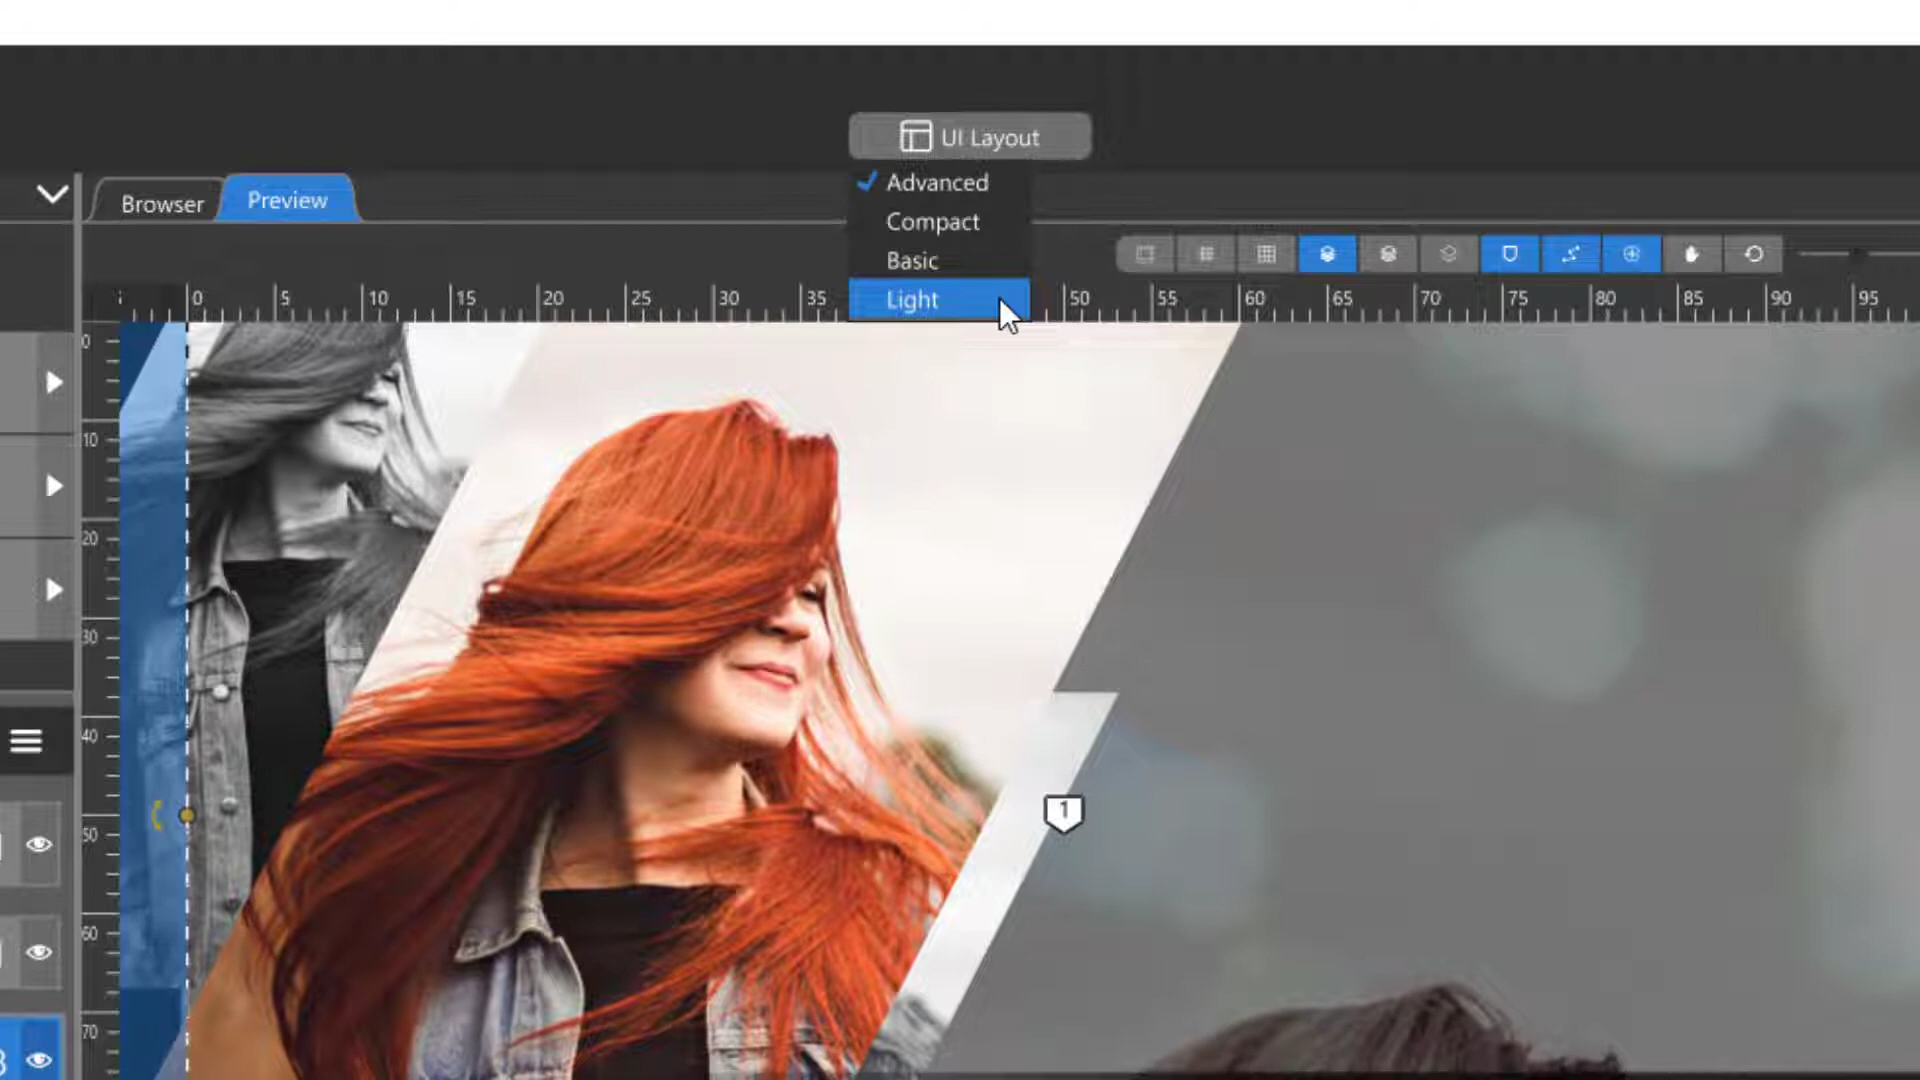 UI Layout
Advanced
Browser Preview
Compact
Basic
Light
0 5 10 15 20 25 30 35 50 55 60 65 70 75 80 85 90 95
0
10
20
30
40
1
50
60
70